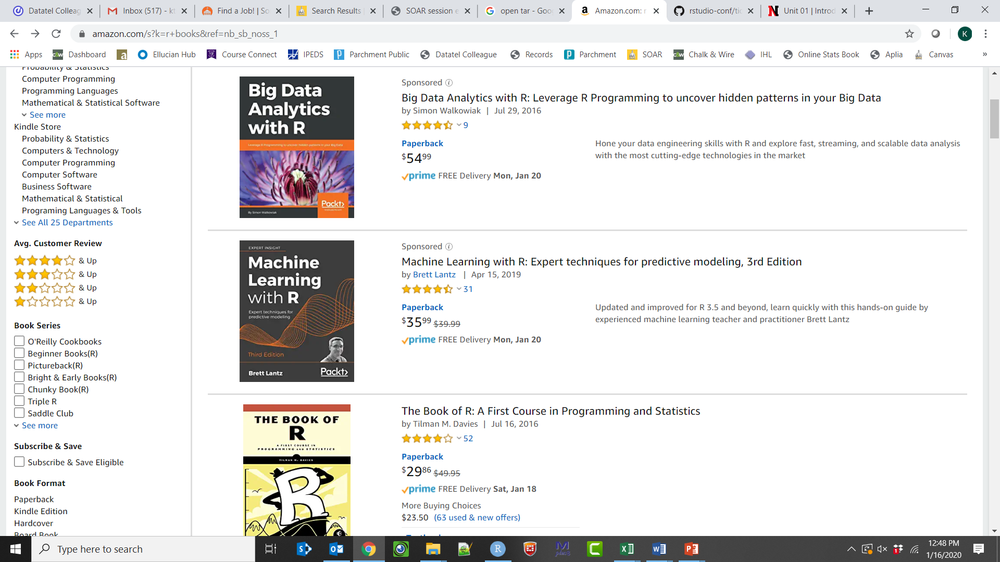 Datatel Colleag
Inbox (517) - kt
Find a Job! | So
Search Results |
SOAR session e
open tar - Goo
Amazon.com: r
rstudio-conf/tic
Unit 01 | Introd
amazon.com/s?k=r+books&ref=nb_sb_noss_1
K
Apps
Dashboard
Ellucian Hub
Course Connect
IPEDS
Parchment Public
Datatel Colleague
Records
Parchment
SOAR
Chalk & Wire
IHL
Online Stats Book
Aplia
Canvas
»
Probability & Statistics
Computer Programming
Programming Languages
Mathematical & Statistical Software
See more
Kindle Store
Probability & Statistics
Computers & Technology
Computer Programming
Computer Software
Business Software
Mathematical & Statistical
Programing Languages & Tools
See All 25 Departments
Avg. Customer Review
& Up
& Up
& Up
& Up
Book Series
O'Reilly Cookbooks
Beginner Books(R)
Pictureback(R)
Bright & Early Books(R)
Chunky Book(R)
Triple R
Saddle Club
See more
Subscribe & Save
Subscribe & Save Eligible
Book Format
Paperback
Kindle Edition
Hardcover
Board Book
Big Data
Analytics
with R
Leverage R Programming to uncover hidden patterns in your Big Data
By Simon Walkowiak
Packt>
Sponsored
Big Data Analytics with R: Leverage R Programming to uncover hidden patterns in your Big Data
by Simon Walkowiak | Jul 29, 2016
9
Paperback
$5499
prime FREE Delivery Mon, Jan 20
Hone your data engineering skills with R and explore fast, streaming, and scalable data analysis
with the most cutting-edge technologies in the market
EXPERT INSIGHT
Machine
Learning
with R
Expert techniques for
predictive modeling
Third Edition
Brett Lantz
Packt>
Sponsored
Machine Learning with R: Expert techniques for predictive modeling, 3rd Edition
by Brett Lantz | Apr 15, 2019
31
Paperback
$3599 $39.99
prime FREE Delivery Mon, Jan 20
Updated and improved for R 3.5 and beyond, learn quickly with this hands-on guide by
experienced machine learning teacher and practitioner Brett Lantz
THE BOOK OF
R
A FIRST COURSE IN
PROGRAMMING AND STATISTICS
TILMAN M. DAVIES
R
The Book of R: A First Course in Programming and Statistics
by Tilman M. Davies | Jul 16, 2016
52
Paperback
$2986 $49.95
prime FREE Delivery Sat, Jan 18
More Buying Choices
$23.50 (63 used & new offers)
Type here to search
12:48 PM
1/16/2020